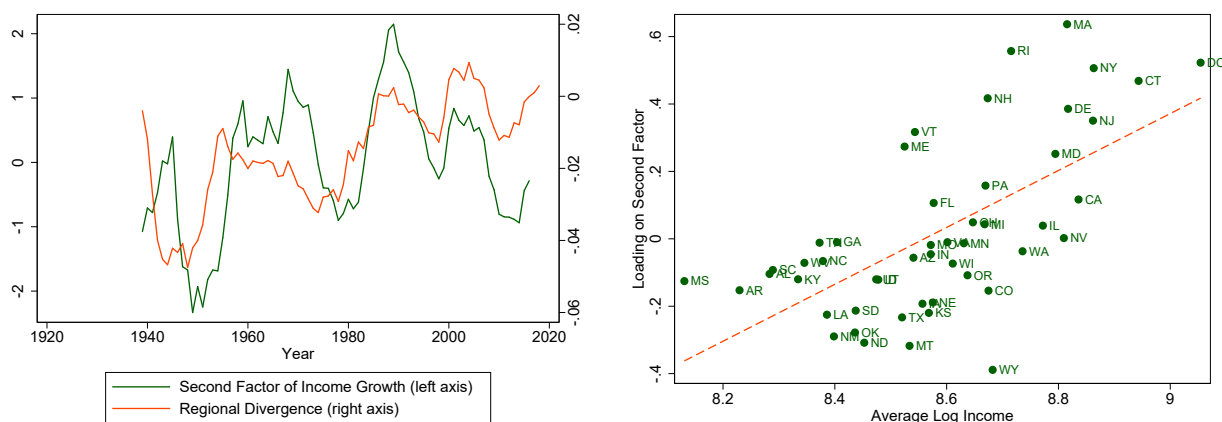 2
1
0
-1
-2
.02
0
-.02
-.04
-.06
1920
1940
1960
1980
2000
2020
Year
Second Factor of Income Growth (left axis)
Regional Divergence (right axis)
Loading on Second Factor
.6
.4
.2
0
-.2
-.4
8.2
8.4
8.6
8.8
9
Average Log Income
MA
RI
NY
DC
CT
NH
DE
NJ
VT
ME
MD
PA
CA
FL
OH
MI
IL
NV
TN
GA
VA
MN
MO
WA
IN
AZ
WV
NC
WI
SC
AL
OR
KY
ID
UT
MS
AR
CO
NE
KS
SD
LA
TX
OK
NM
ND
MT
WY